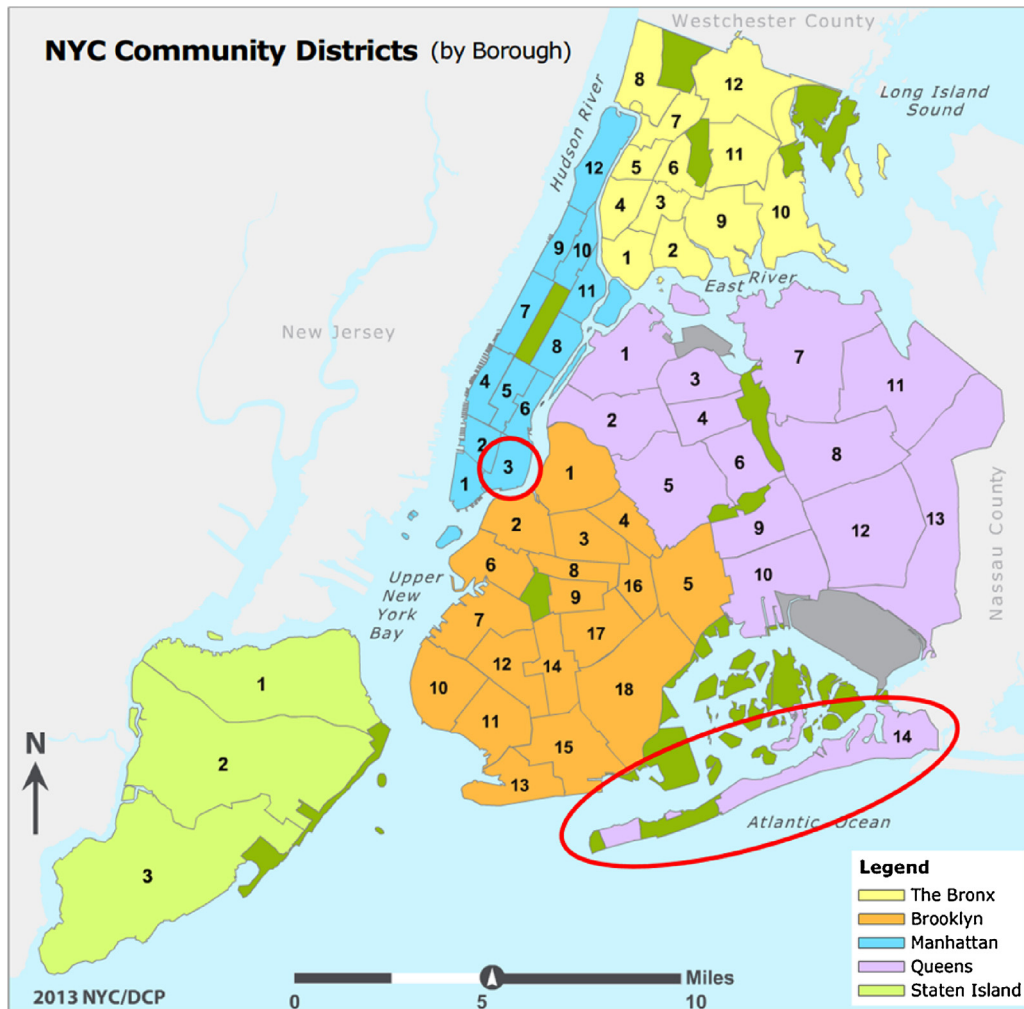 Westchester County
NYC Community Districts (by Borough)
Long Island
Sound
Hudson River
8
12
7
11
5
6
4
3
10
9
1
2
12
9
10
11
7
8
4
5
6
2
3
1
East River
New Jersey
1
7
3
11
2
4
8
6
5
13
9
12
10
14
Nassau County
1
2
4
3
6
8
16
5
9
7
17
12
14
10
18
11
15
13
Upper
New
York
Bay
1
2
3
N
Atlantic Ocean
Legend
The Bronx
Brooklyn
Manhattan
Queens
Staten Island
Miles
0 5 10
2013 NYC/DCP